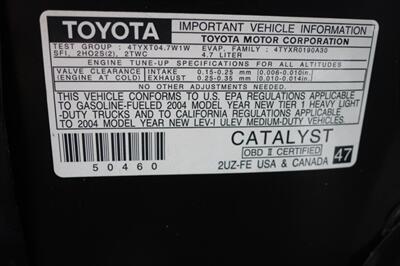 TOYOTA
IMPORTANT VEHICLE INFORMATION
TOYOTA MOTOR CORPORATION
TEST GROUP : 4TYXT04.7W1W EVAP. FAMILY : 4TYXR0190A30
SFI, 2HO2S(2), 2TWC 4.7 LITER
ENGINE TUNE-UP SPECIFICATIONS FOR ALL ALTITUDES
VALVE CLEARANCE INTAKE 0.15-0.25 mm (0.006-0.010in.)
(ENGINE AT COLD) EXHAUST 0.25-0.35 mm (0.010-0.014in.)
NO OTHER ADJUSTMENTS NEEDED.
THIS VEHICLE CONFORMS TO U.S. EPA REGULATIONS APPLICABLE
TO GASOLINE-FUELED 2004 MODEL YEAR NEW TIER 1 HEAVY LIGHT
-DUTY TRUCKS AND TO CALIFORNIA REGULATIONS APPLICABLE
TO 2004 MODEL YEAR NEW LEV-I ULEV MEDIUM-DUTY VEHICLES.
CATALYST
OBD II CERTIFIED
50460
2UZ-FE USA & CANADA 47